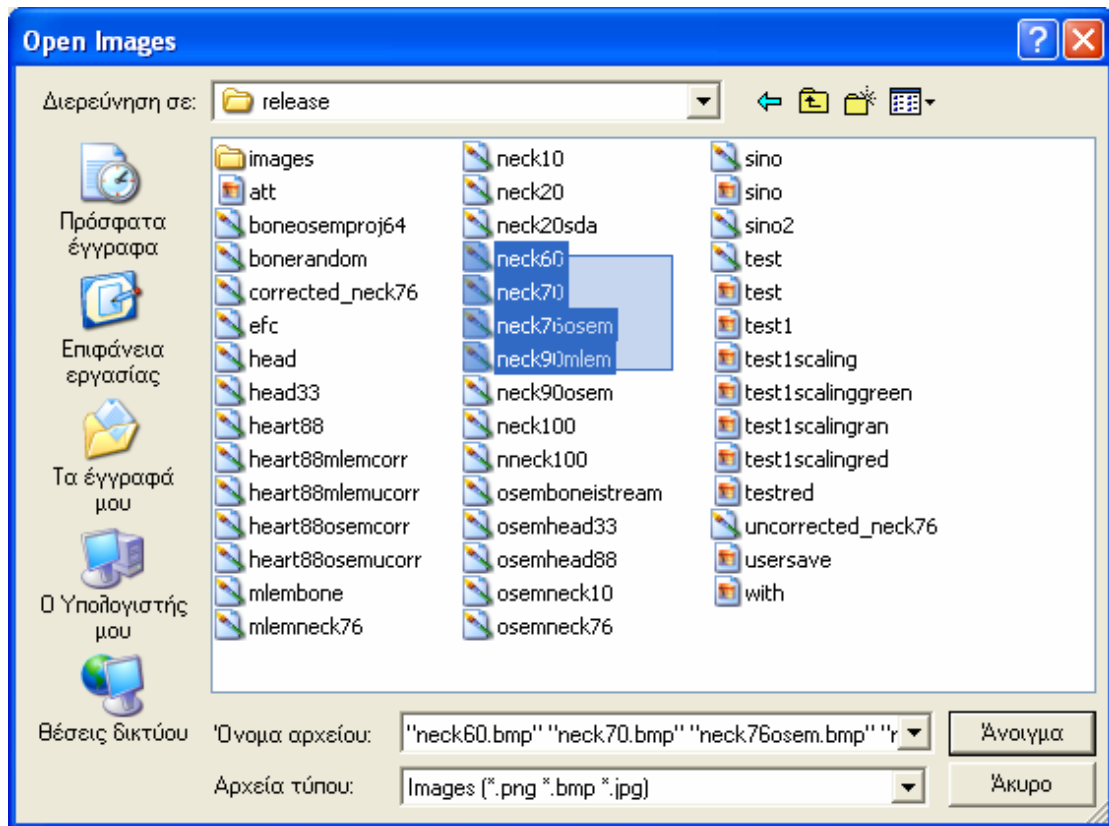 Open Images
Διερεύνηση σε: release
Πρόσφατα
έγγραφα
Επιφάνεια
εργασίας
Τα έγγραφά
μου
Ο Υπολογιστής
μου
Θέσεις δικτύου
images
att
boneosemproj64
bonerandom
corrected_neck76
efc
head
head33
heart88
heart88mlemcorr
heart88mlemucorr
heart88osemcorr
heart88osemucorr
mlembone
mlemneck76
neck10
neck20
neck20sda
neck60
neck70
neck76osem
neck90mlem
neck90osem
neck100
nneck100
osemboneistream
osemhead33
osemhead88
osemneck10
osemneck76
sino
sino
sino2
test
test
test1
test1scaling
test1scalinggreen
test1scalingran
test1scalingred
testred
uncorrected_neck76
usersave
with
Όνομα αρχείου: "neck60.bmp" "neck70.bmp" "neck76osem.bmp" "r Άνοιγμα
Αρχεία τύπου: Images (*.png *.bmp *.jpg) Άκυρο